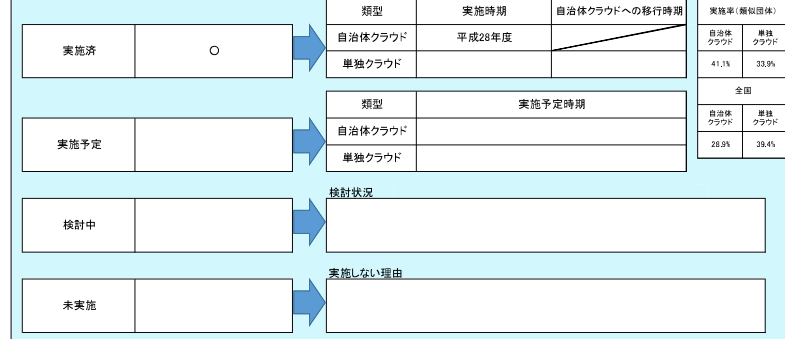 類型 実施時期 自治体クラウドへの移行時期
実施済 ○ 自治体クラウド 平成28年度
単独クラウド
類型 実施予定時期
実施予定 自治体クラウド
単独クラウド
検討状況
検討中
実施しない理由
未実施
実施率(類似団体)
自治体クラウド 単独クラウド
41.1% 33.9%
全国
自治体クラウド 単独クラウド
28.9% 39.4%